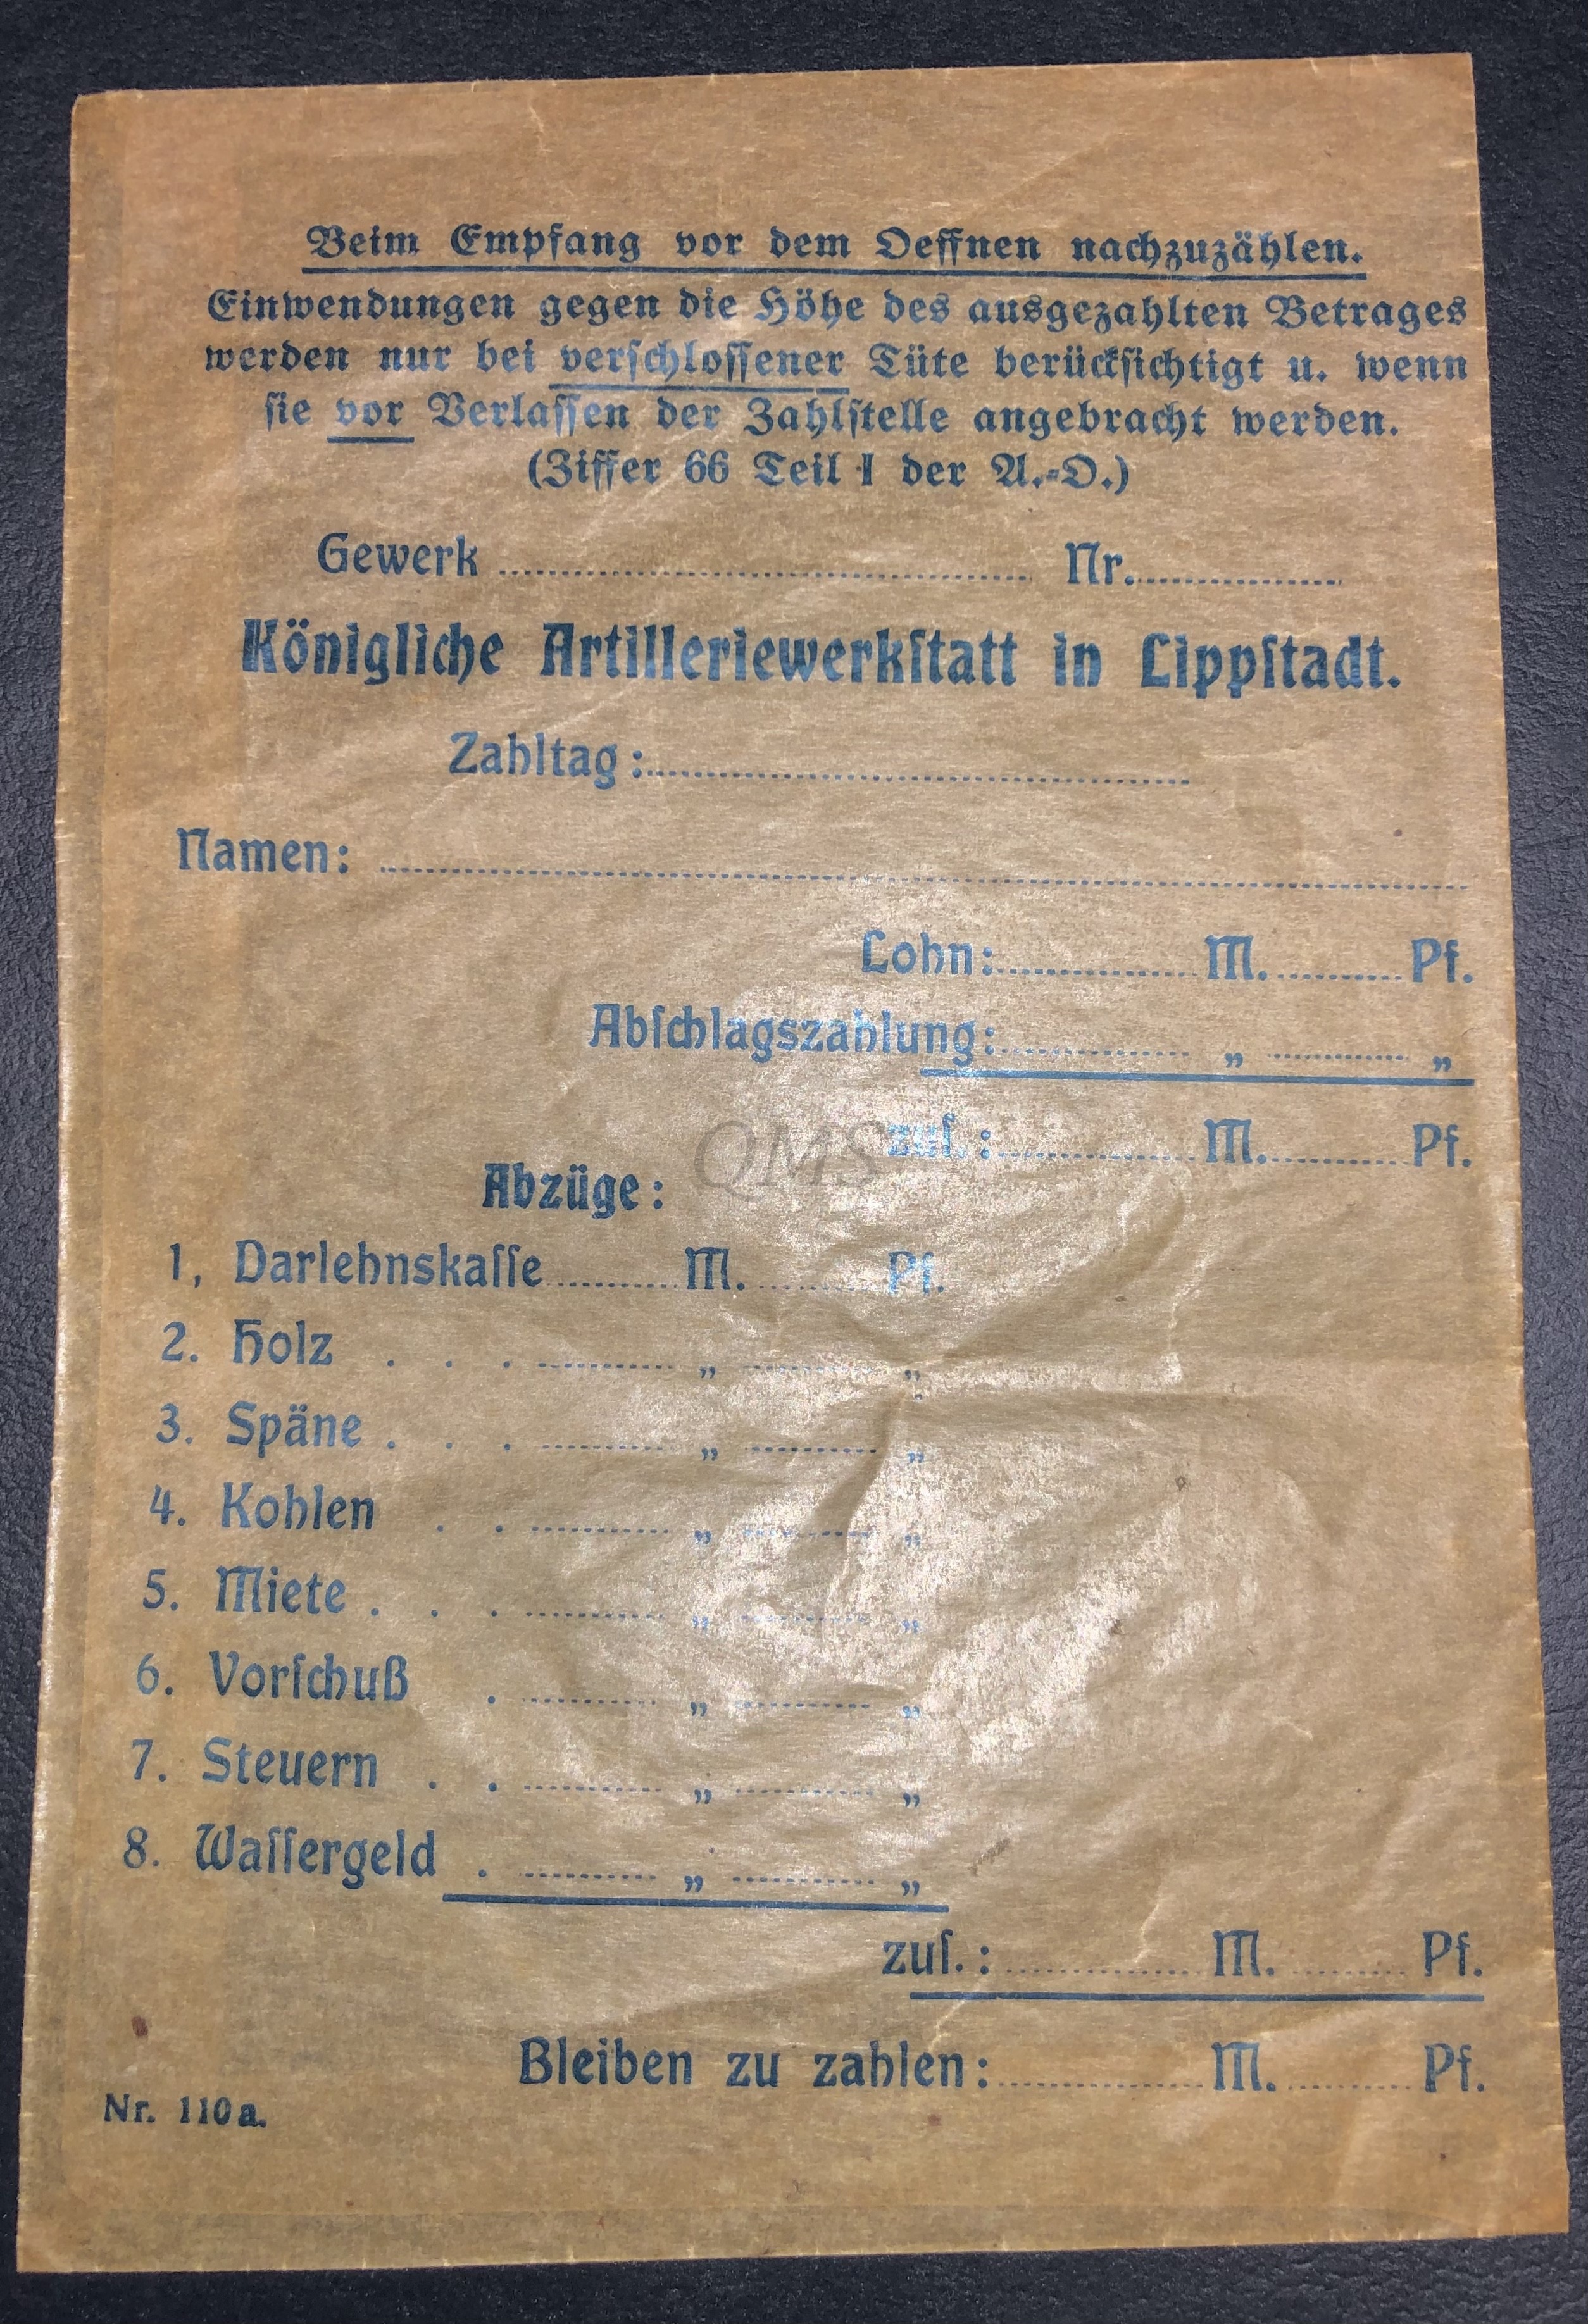 Beim Empfang vor dem Oeffnen nachzuzählen.
Einwendungen gegen die Höhe des ausgezahlten Betrages
werden nur bei verschlossener Tüte berücksichtigt u. wenn
sie vor Verlassen der Zahlstelle angebracht werden.
(Ziffer 66 Teil I der A.-O.)
Gewerk ........ Nr.........
Königliche Artilleriewerkstatt in Lippstadt.
Zahltag:........
Namen: ........
Lohn:........ M. ........ Pf.
Abschlagszahlung:........ „ ........ „
QMS
zus.:........ M. ........ Pf.
Abzüge:
1, Darlehnskasse ........ M. ........ Pf.
2. Holz . . . ........ „ ........ „
3. Späne . . . ........ „ ........ „
4. Kohlen . . ........ „ ........ „
5. Miete . . . ........ „ ........ „
6. Vorschuß . ........ „ ........ „
7. Steuern . . ........ „ ........ „
8. Wassergeld . ........ „ ........ „
zus.: ........ M. ........ Pf.
Bleiben zu zahlen:........ M. ........ Pf.
Nr. 110a.